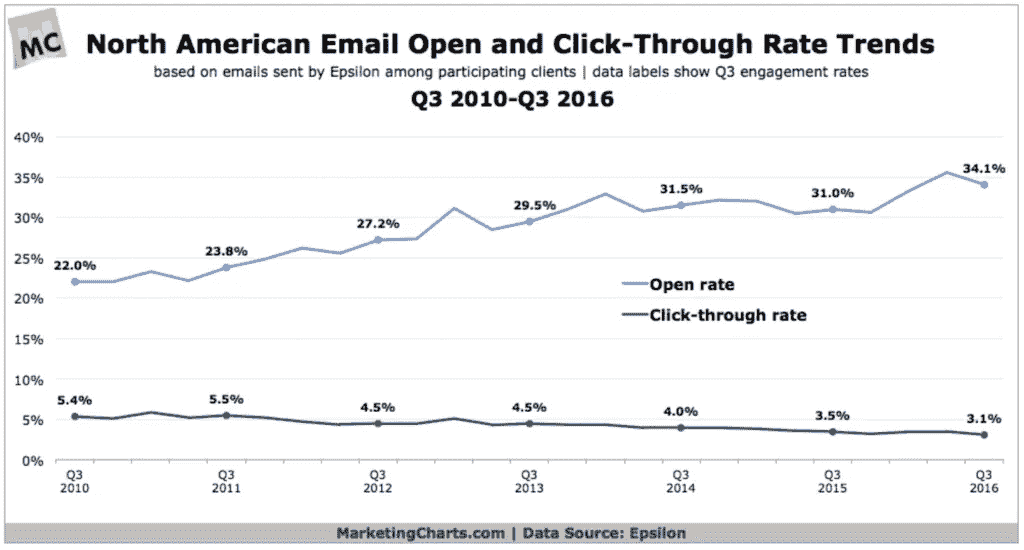 MC
North American Email Open and Click-Through Rate Trends
based on emails sent by Epsilon among participating clients | data labels show Q3 engagement rates
Q3 2010-Q3 2016
40%
35%
30%
25%
20%
15%
10%
5%
0%
22.0%
23.8%
27.2%
29.5%
31.5%
31.0%
34.1%
Open rate
Click-through rate
5.4%
5.5%
4.5%
4.5%
4.0%
3.5%
3.1%
Q3
2010
Q3
2011
Q3
2012
Q3
2013
Q3
2014
Q3
2015
Q3
2016
MarketingCharts.com | Data Source: Epsilon